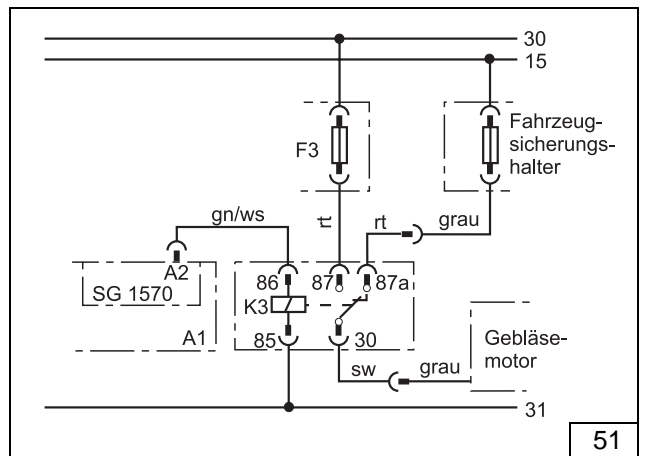 30
15
F3
Fahrzeug-
sicherungs-
halter
gn/ws
rt
rt
grau
A2
SG 1570
A1
86
87
87a
K3
85
30
Gebläse-
motor
sw
grau
31
51